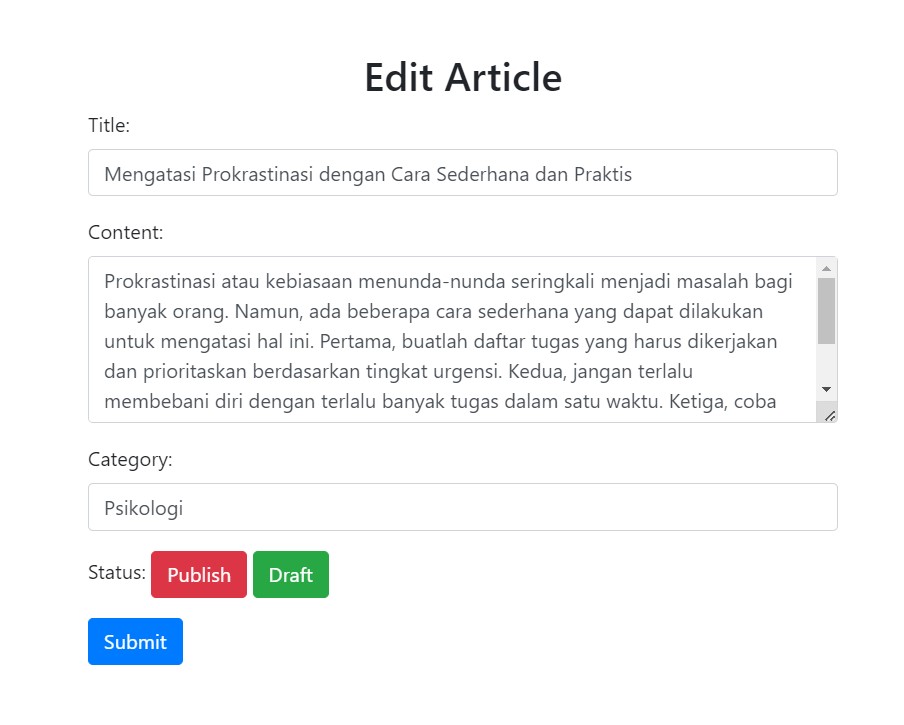 Edit Article
Title:
Mengatasi Prokrastinasi dengan Cara Sederhana dan Praktis
Content:
Prokrastinasi atau kebiasaan menunda-nunda seringkali menjadi masalah bagi
banyak orang. Namun, ada beberapa cara sederhana yang dapat dilakukan
untuk mengatasi hal ini. Pertama, buatlah daftar tugas yang harus dikerjakan
dan prioritaskan berdasarkan tingkat urgensi. Kedua, jangan terlalu
membebani diri dengan terlalu banyak tugas dalam satu waktu. Ketiga, coba
Category:
Psikologi
Status: Publish Draft
Submit